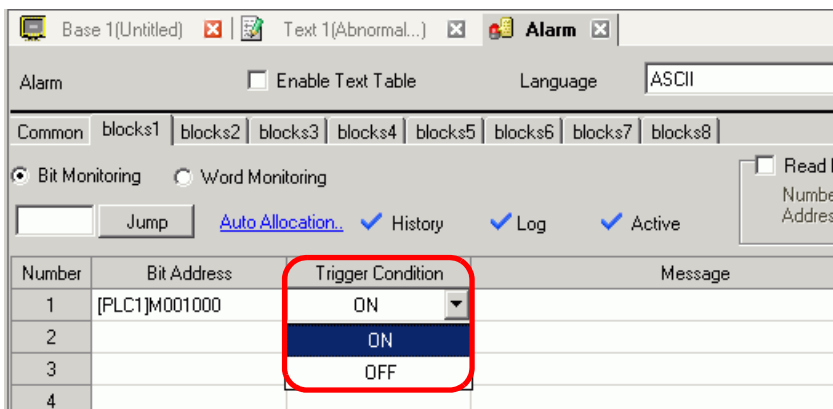 Base 1(Untitled) Text 1(Abnormal...) Alarm
Alarm Enable Text Table Language ASCII
Common blocks1 blocks2 blocks3 blocks4 blocks5 blocks6 blocks7 blocks8
Bit Monitoring Word Monitoring Read
Jump Auto Allocation.. History Log Active
Number Bit Address Trigger Condition Message
1 [PLC1]M001000 ON
2 ON
3 OFF
4